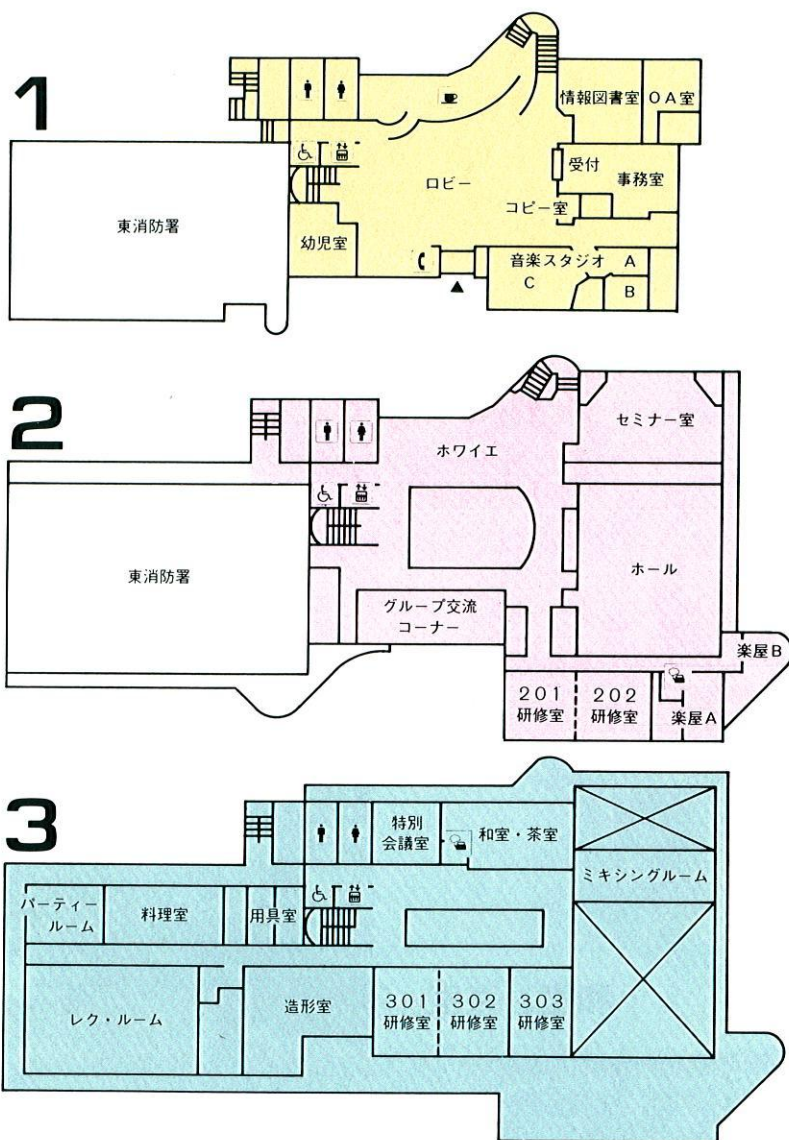 1
情報図書室
OA室
受付
事務室
ロビー
コピー室
東消防署
幼児室
音楽スタジオ
A
C
B
2
セミナー室
ホワイエ
東消防署
ホール
グループ交流
コーナー
楽屋B
201
研修室
202
研修室
楽屋A
3
特別
会議室
和室・茶室
ミキシングルーム
パーティー
ルーム
料理室
用具室
レク・ルーム
造形室
301
研修室
302
研修室
303
研修室